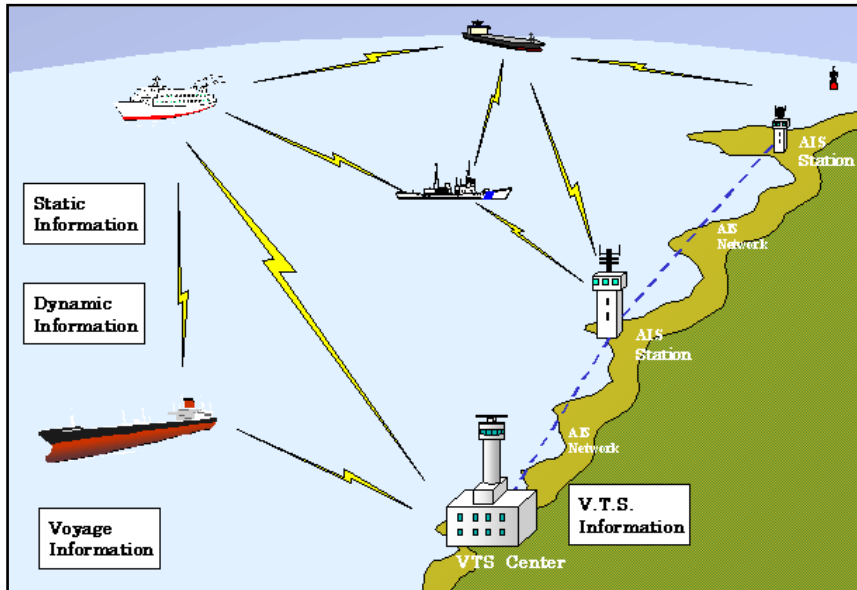 AIS
Station
Static
Information
AIS
Network
Dynamic
Information
AIS
Station
AIS
Network
V.T.S.
Information
Voyage
Information
VTS Center